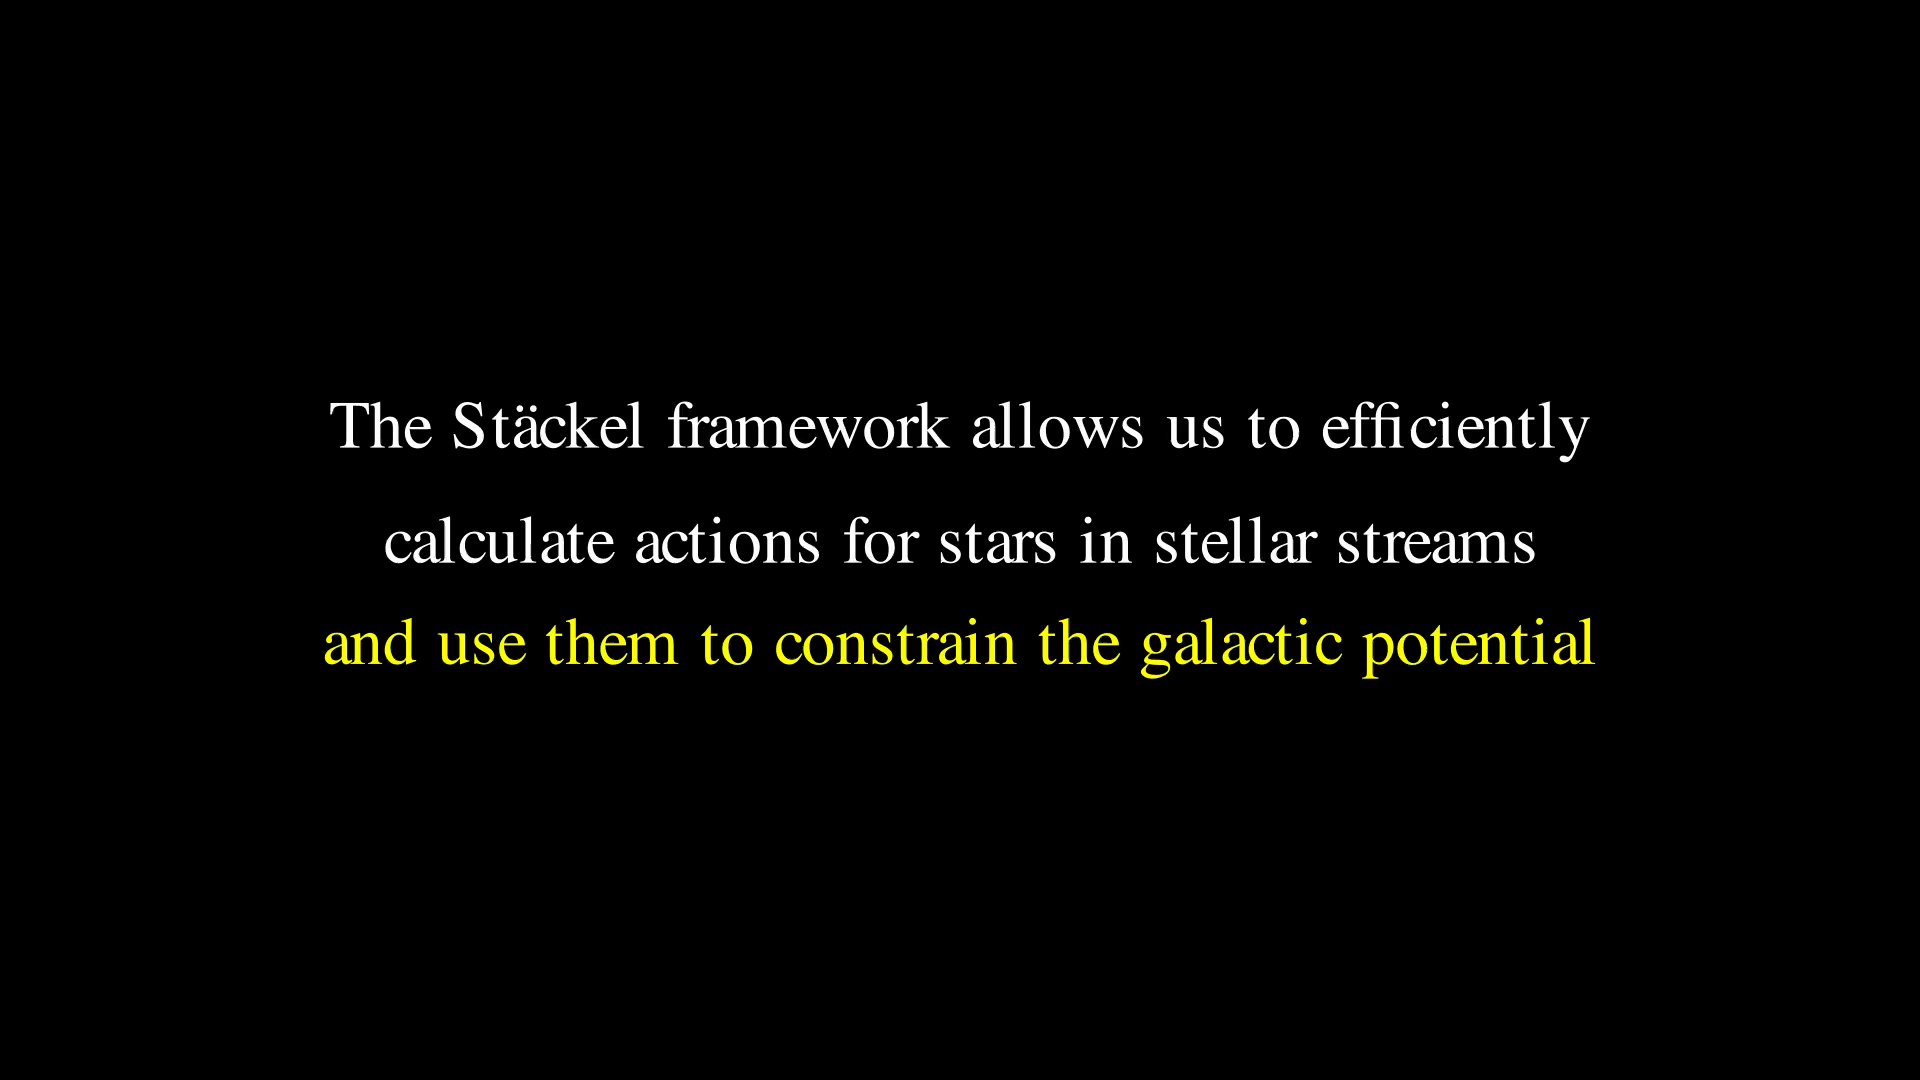 The Stäckel framework allows us to efficiently
calculate actions for stars in stellar streams
and use them to constrain the galactic potential